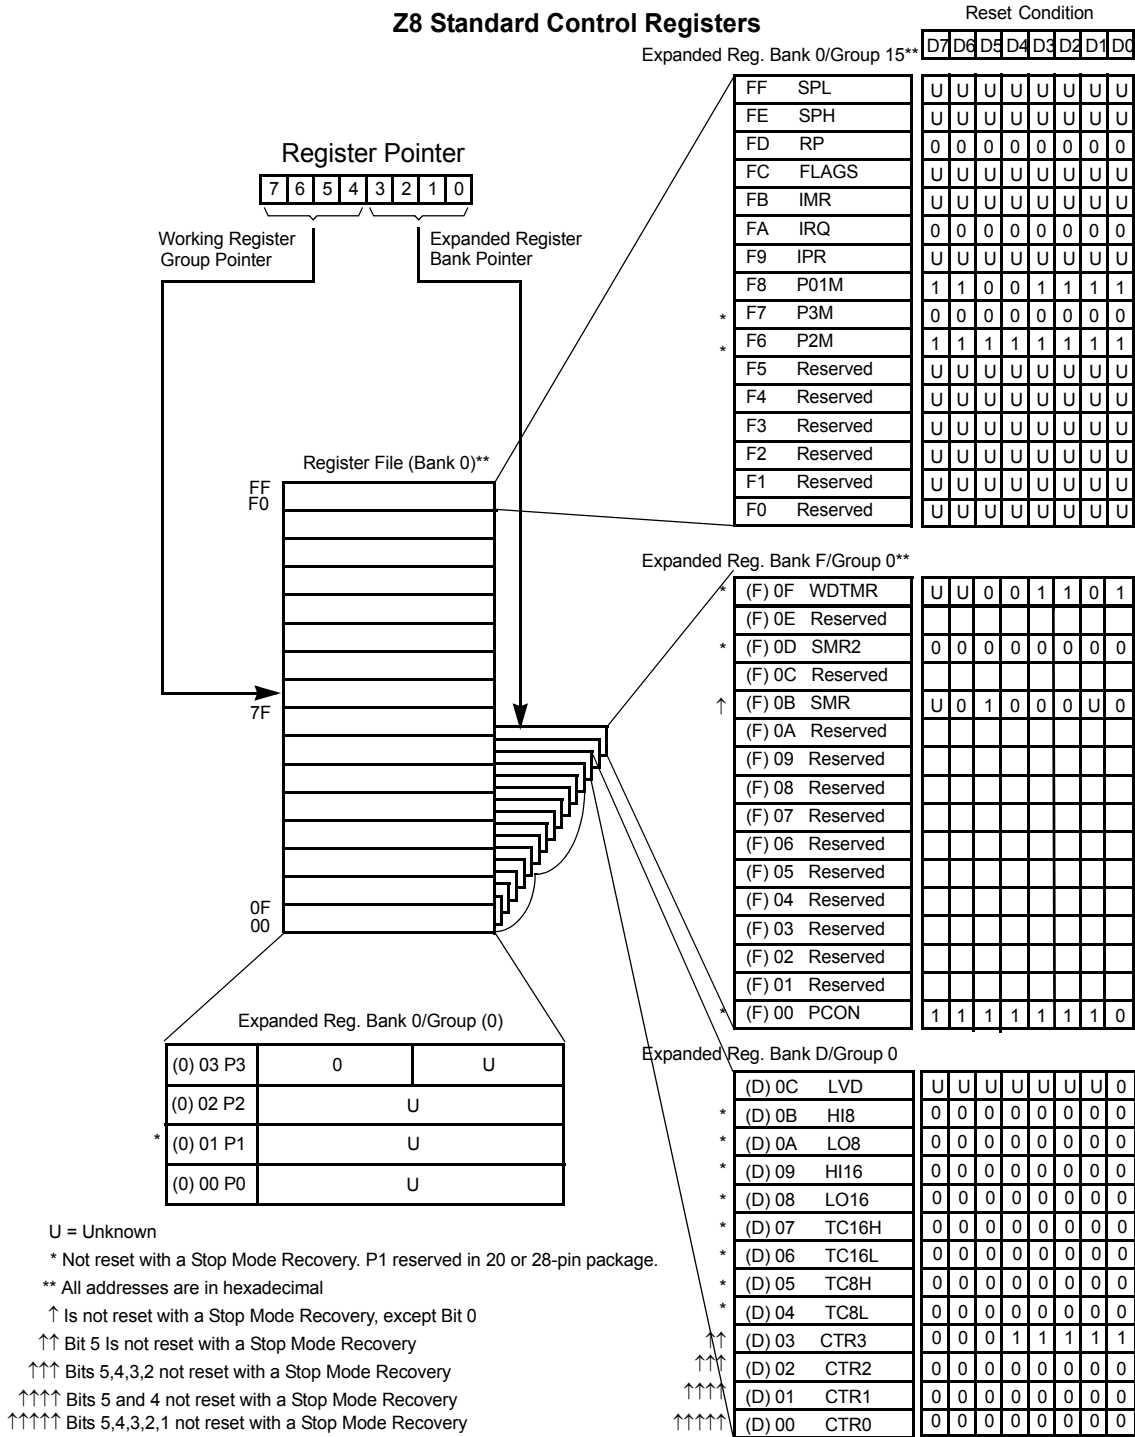 Z8 Standard Control Registers
Reset Condition
Expanded Reg. Bank 0/Group 15** D7 D6 D5 D4 D3 D2 D1 D0
FF SPL U U U U U U U U
FE SPH U U U U U U U U
FD RP 0 0 0 0 0 0 0 0
FC FLAGS U U U U U U U U
FB IMR U U U U U U U U
FA IRQ 0 0 0 0 0 0 0 0
F9 IPR U U U U U U U U
F8 P01M 1 1 0 0 1 1 1 1
* F7 P3M 0 0 0 0 0 0 0 0
* F6 P2M 1 1 1 1 1 1 1 1
F5 Reserved U U U U U U U U
F4 Reserved U U U U U U U U
F3 Reserved U U U U U U U U
F2 Reserved U U U U U U U U
F1 Reserved U U U U U U U U
F0 Reserved U U U U U U U U
Register Pointer
7 6 5 4 3 2 1 0
Working Register
Group Pointer
Expanded Register
Bank Pointer
Register File (Bank 0)**
FF
F0
7F
0F
00
Expanded Reg. Bank F/Group 0**
* (F) 0F WDTMR U U 0 0 1 1 0 1
(F) 0E Reserved
* (F) 0D SMR2 0 0 0 0 0 0 0 0
(F) 0C Reserved
↑ (F) 0B SMR U 0 1 0 0 0 U 0
(F) 0A Reserved
(F) 09 Reserved
(F) 08 Reserved
(F) 07 Reserved
(F) 06 Reserved
(F) 05 Reserved
(F) 04 Reserved
(F) 03 Reserved
(F) 02 Reserved
(F) 01 Reserved
* (F) 00 PCON 1 1 1 1 1 1 1 0
Expanded Reg. Bank 0/Group (0)
(0) 03 P3 0 U
(0) 02 P2 U
* (0) 01 P1 U
(0) 00 P0 U
Expanded Reg. Bank D/Group 0
(D) 0C LVD U U U U U U U 0
* (D) 0B HI8 0 0 0 0 0 0 0 0
* (D) 0A LO8 0 0 0 0 0 0 0 0
* (D) 09 HI16 0 0 0 0 0 0 0 0
* (D) 08 LO16 0 0 0 0 0 0 0 0
* (D) 07 TC16H 0 0 0 0 0 0 0 0
* (D) 06 TC16L 0 0 0 0 0 0 0 0
* (D) 05 TC8H 0 0 0 0 0 0 0 0
* (D) 04 TC8L 0 0 0 0 0 0 0 0
↑↑ (D) 03 CTR3 0 0 0 1 1 1 1 1
↑↑↑ (D) 02 CTR2 0 0 0 0 0 0 0 0
↑↑↑↑ (D) 01 CTR1 0 0 0 0 0 0 0 0
↑↑↑↑↑ (D) 00 CTR0 0 0 0 0 0 0 0 0
U = Unknown
* Not reset with a Stop Mode Recovery. P1 reserved in 20 or 28-pin package.
** All addresses are in hexadecimal
↑ Is not reset with a Stop Mode Recovery, except Bit 0
↑↑ Bit 5 Is not reset with a Stop Mode Recovery
↑↑↑ Bits 5,4,3,2 not reset with a Stop Mode Recovery
↑↑↑↑ Bits 5 and 4 not reset with a Stop Mode Recovery
↑↑↑↑↑ Bits 5,4,3,2,1 not reset with a Stop Mode Recovery